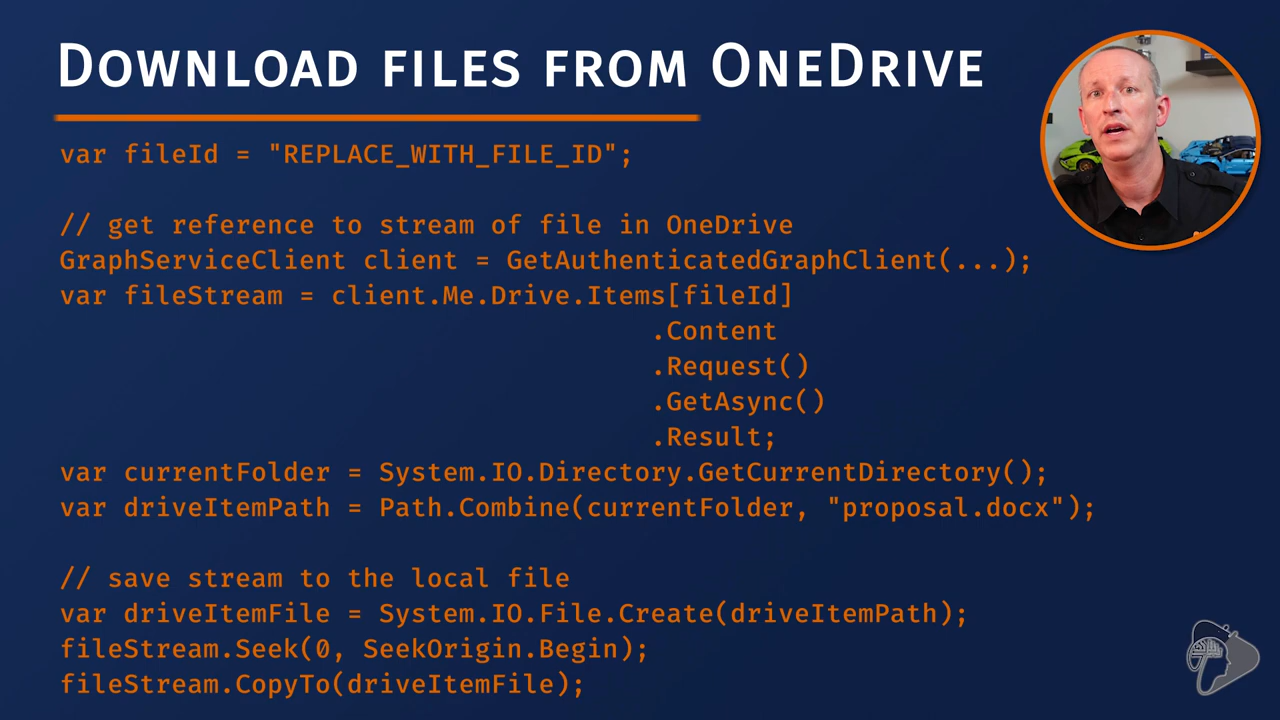 Download files from OneDrive
var fileId = "REPLACE_WITH_FILE_ID";
// get reference to stream of file in OneDrive
GraphServiceClient client = GetAuthenticatedGraphClient(...);
var fileStream = client.Me.Drive.Items[fileId]
.Content
.Request()
.GetAsync()
.Result;
var currentFolder = System.IO.Directory.GetCurrentDirectory();
var driveItemPath = Path.Combine(currentFolder, "proposal.docx");
// save stream to the local file
var driveItemFile = System.IO.File.Create(driveItemPath);
fileStream.Seek(0, SeekOrigin.Begin);
fileStream.CopyTo(driveItemFile);